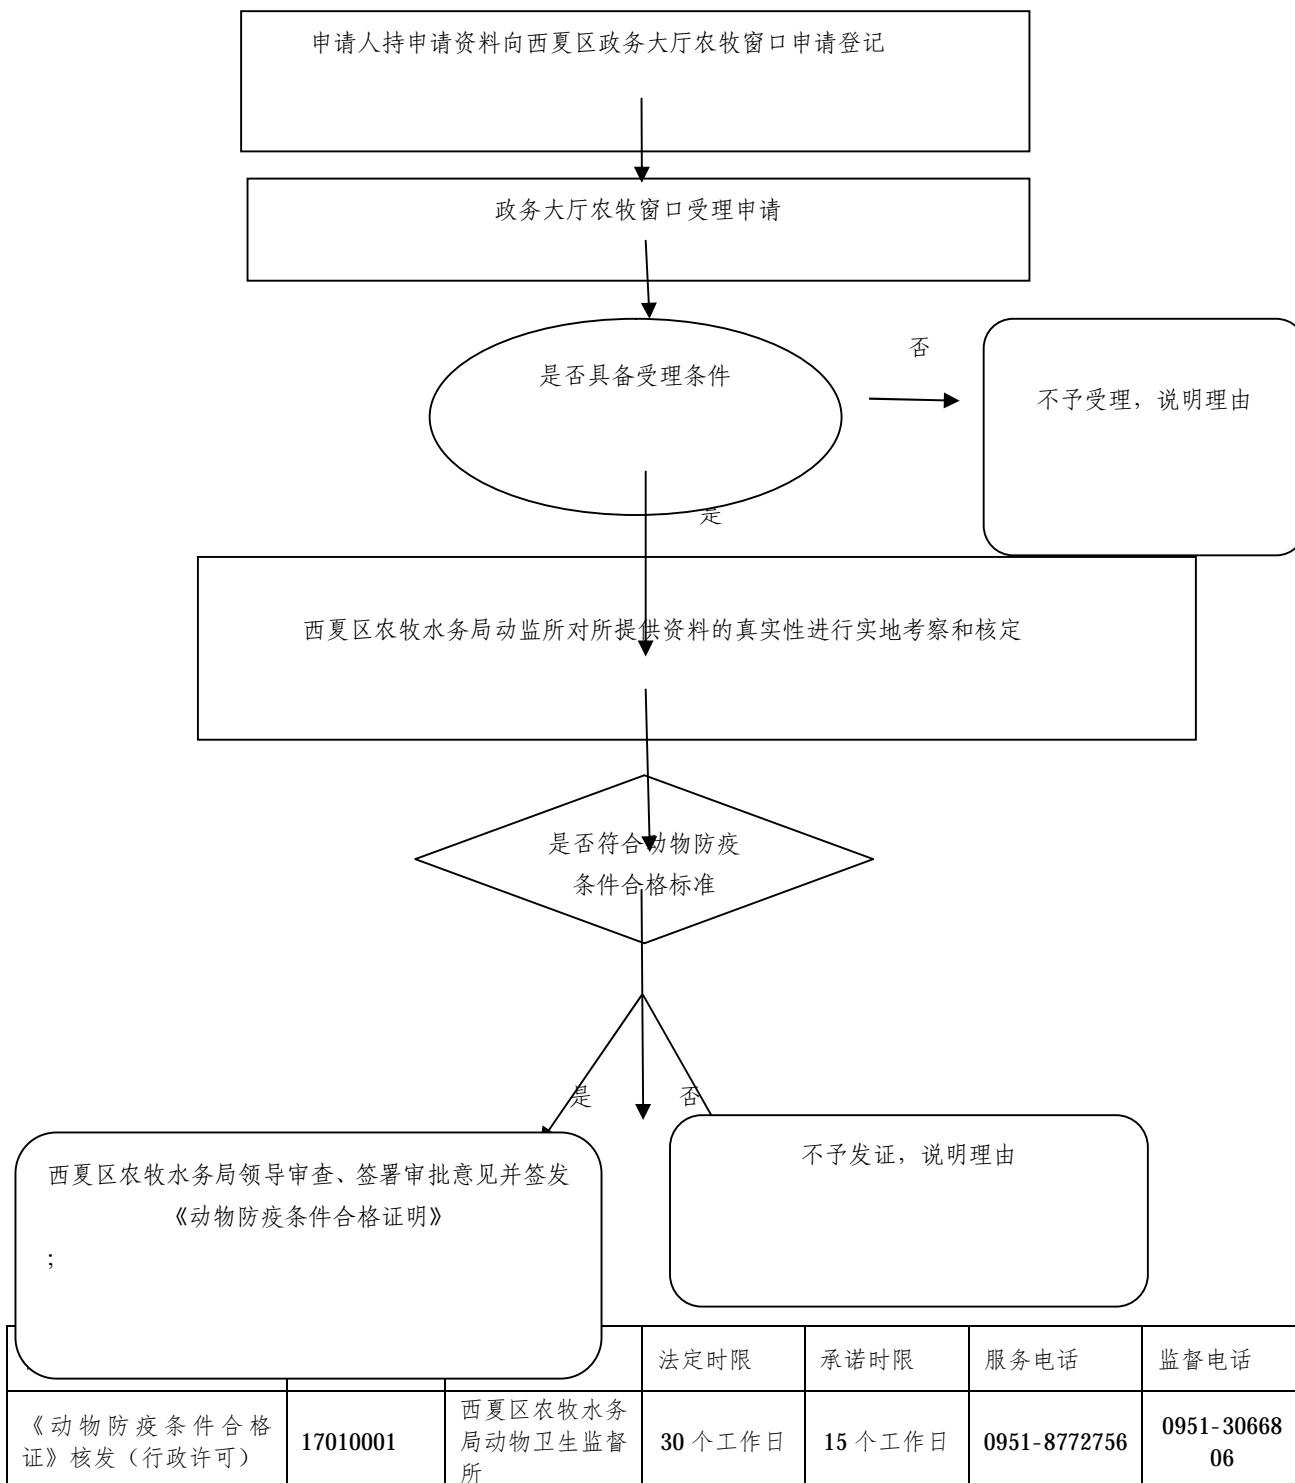 申请人持申请资料向西夏区政务大厅农牧窗口申请登记
政务大厅农牧窗口受理申请
是否具备受理条件
否
不予受理，说明理由
是
西夏区农牧水务局动监所对所提供资料的真实性进行实地考察和核定
是否符合动物防疫
条件合格标准
是
否
西夏区农牧水务局领导审查、签署审批意见并签发
《动物防疫条件合格证明》
；
不予发证，说明理由
法定时限 承诺时限 服务电话 监督电话
《动物防疫条件合格
证》核发（行政许可）
17010001
西夏区农牧水务
局动物卫生监督
所
30 个工作日
15 个工作日
0951-8772756
0951-30668
06